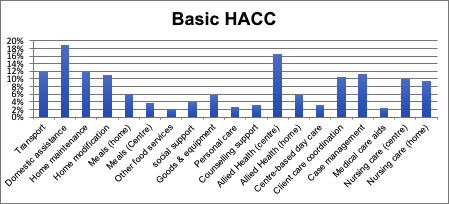 Basic HACC
20%
18%
16%
14%
12%
10%
8%
6%
4%
2%
0%
Transport
Domestic assistance
Home maintenance
Home modification
Meals (home)
Meals (Centre)
Other food services
social support
Goods & equipment
Personal care
Counselling support
Allied Health (centre)
Allied Health (home)
Centre-based day care
Client care coordination
Case management
Medical care aids
Nursing care (centre)
Nursing care (home)